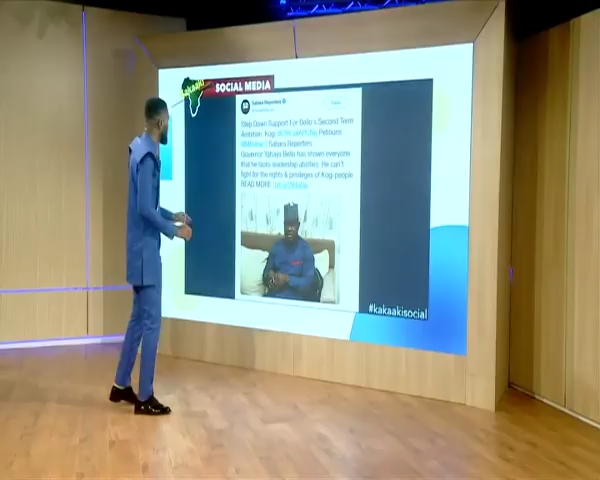 kakaaki
SOCIAL MEDIA
SR Sahara Reporters
Step Down Support For Bello's Second Term
Ambition Kogi Petitions
Sahara Reporters
Governor Yahaya Bello has shown everyone
that he lacks leadership abilities. He can't
fight for the rights & privileges of Kogi people
READ MORE:
#kakaakisocial